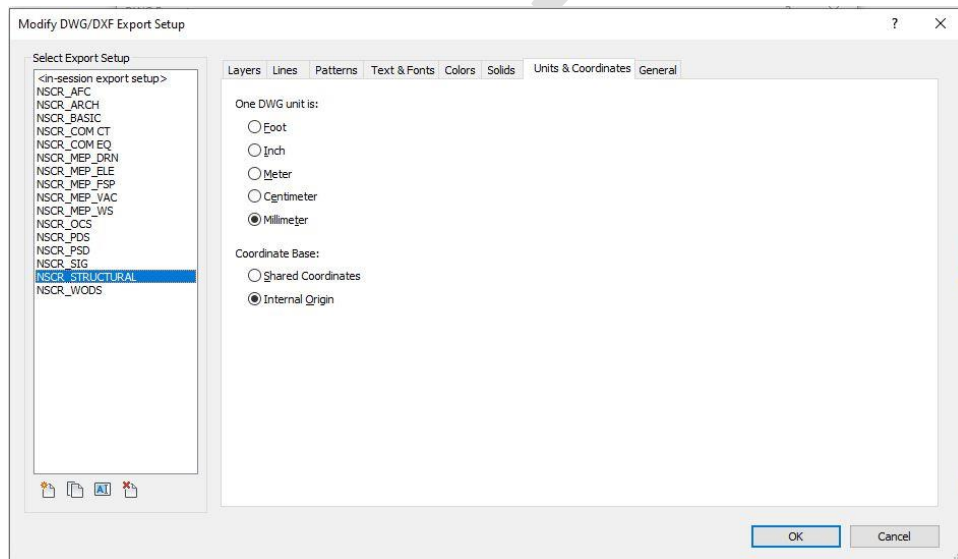 Modify DWG/DXF Export Setup
?
Select Export Setup
<in-session export setup>
NSCR_AFC
NSCR_ARCH
NSCR_BASIC
NSCR_COM CT
NSCR_COM EQ
NSCR_MEP_DRN
NSCR_MEP_ELE
NSCR_MEP_FSP
NSCR_MEP_VAC
NSCR_MEP_WS
NSCR_OCS
NSCR_PDS
NSCR_PSD
NSCR_SIG
NSCR_STRUCTURAL
NSCR_WODS
Layers Lines Patterns Text & Fonts Colors Solids Units & Coordinates General
One DWG unit is:
Foot
Inch
Meter
Centimeter
Millimeter
Coordinate Base:
Shared Coordinates
Internal Origin
AI
OK Cancel